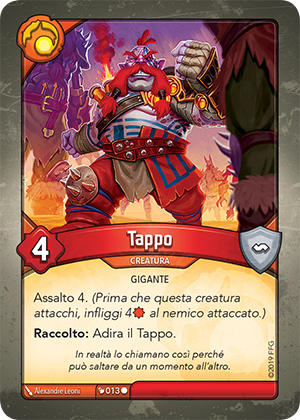 4
Tappo
CREATURA
GIGANTE
Assalto 4. (Prima che questa creatura
attacchi, infliggi 4 al nemico attaccato.)
Raccolto: Adira il Tappo.
In realtà lo chiamano così perché
può saltare da un momento all'altro.
©2019 FFG
Alexandre Leoni
013